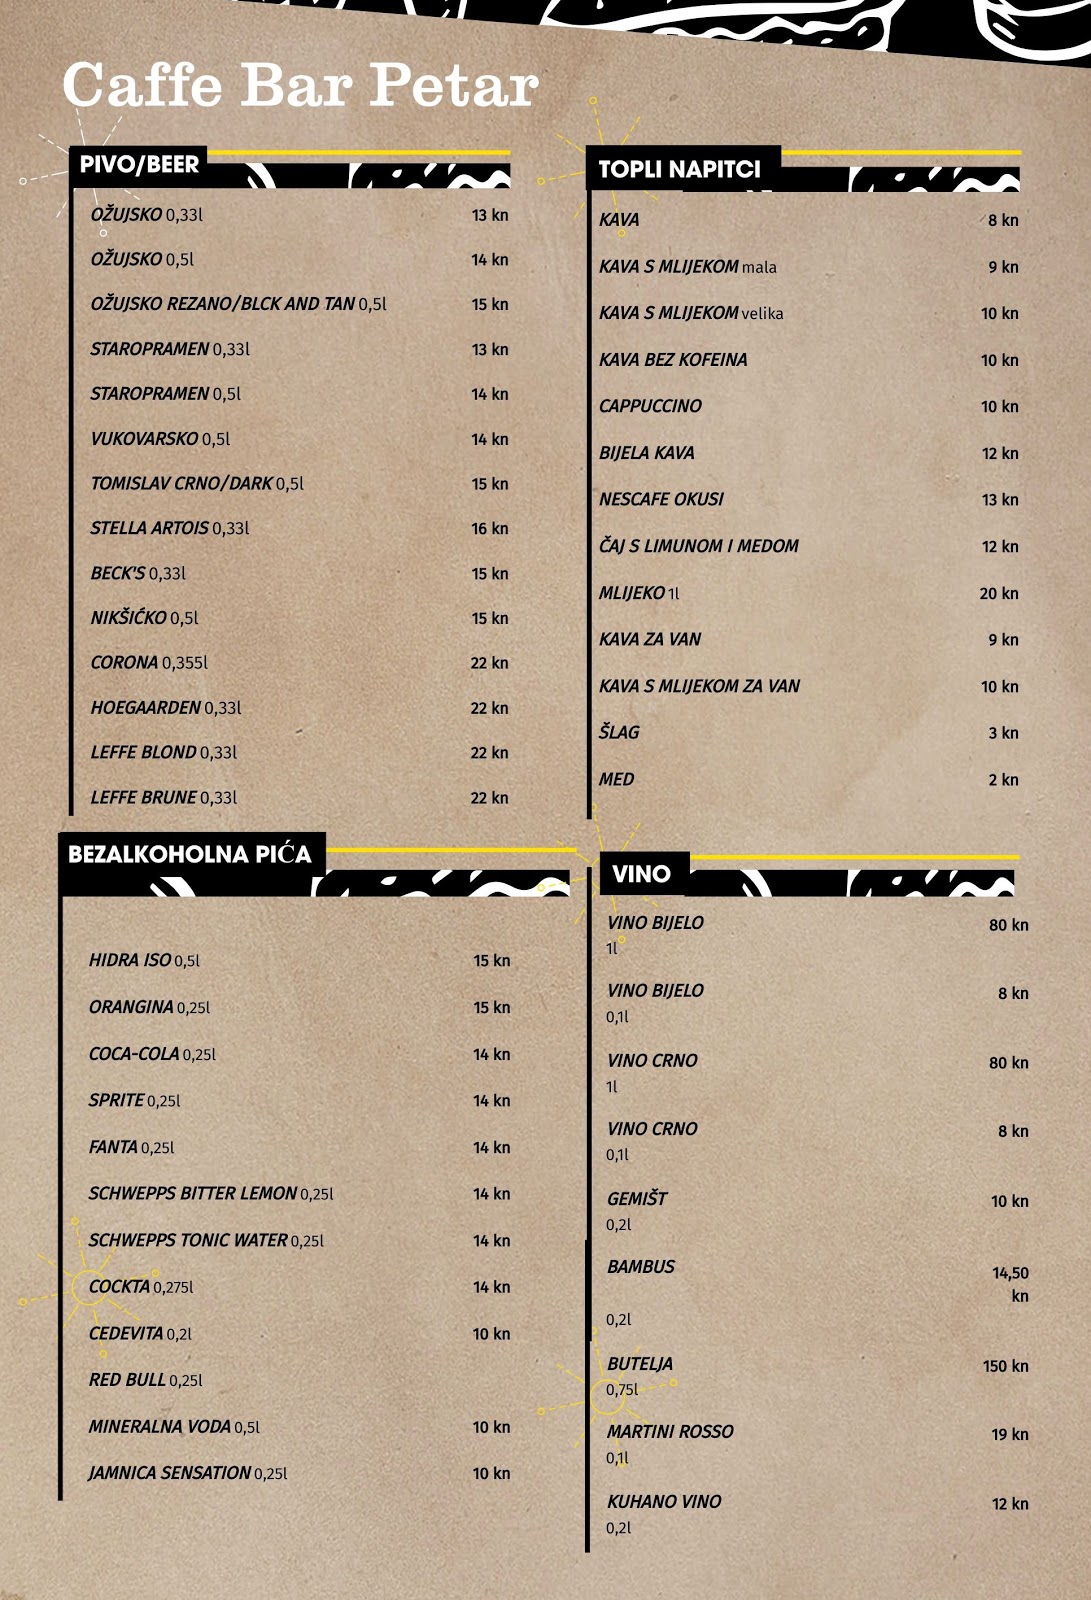 Caffe Bar Petar
PIVO/BEER
OŽUJSKO 0,33l 13 kn
OŽUJSKO 0,5l 14 kn
OŽUJSKO REZANO/BLCK AND TAN 0,5l 15 kn
STAROPRAMEN 0,33l 13 kn
STAROPRAMEN 0,5l 14 kn
VUKOVARSKO 0,5l 14 kn
TOMISLAV CRNO/DARK 0,5l 15 kn
STELLA ARTOIS 0,33l 16 kn
BECK'S 0,33l 15 kn
NIKŠIĆKO 0,5l 15 kn
CORONA 0,355l 22 kn
HOEGAARDEN 0,33l 22 kn
LEFFE BLOND 0,33l 22 kn
LEFFE BRUNE 0,33l 22 kn
TOPLI NAPITCI
KAVA 8 kn
KAVA S MLIJEKOM mala 9 kn
KAVA S MLIJEKOM velika 10 kn
KAVA BEZ KOFEINA 10 kn
CAPPUCCINO 10 kn
BIJELA KAVA 12 kn
NESCAFE OKUSI 13 kn
ČAJ S LIMUNOM I MEDOM 12 kn
MLIJEKO 1l 20 kn
KAVA ZA VAN 9 kn
KAVA S MLIJEKOM ZA VAN 10 kn
ŠLAG 3 kn
MED 2 kn
BEZALKOHOLNA PIĆA
HIDRA ISO 0,5l 15 kn
ORANGINA 0,25l 15 kn
COCA-COLA 0,25l 14 kn
SPRITE 0,25l 14 kn
FANTA 0,25l 14 kn
SCHWEPPS BITTER LEMON 0,25l 14 kn
SCHWEPPS TONIC WATER 0,25l 14 kn
COCKTA 0,275l 14 kn
CEDEVITA 0,2l 10 kn
RED BULL 0,25l
MINERALNA VODA 0,5l 10 kn
JAMNICA SENSATION 0,25l 10 kn
VINO
VINO BIJELO 80 kn
1l
VINO BIJELO 8 kn
0,1l
VINO CRNO 80 kn
1l
VINO CRNO 8 kn
0,1l
GEMIŠT 10 kn
0,2l
BAMBUS 14,50
kn
0,2l
BUTELJA 150 kn
0,75l
MARTINI ROSSO 19 kn
0,1l
KUHANO VINO 12 kn
0,2l